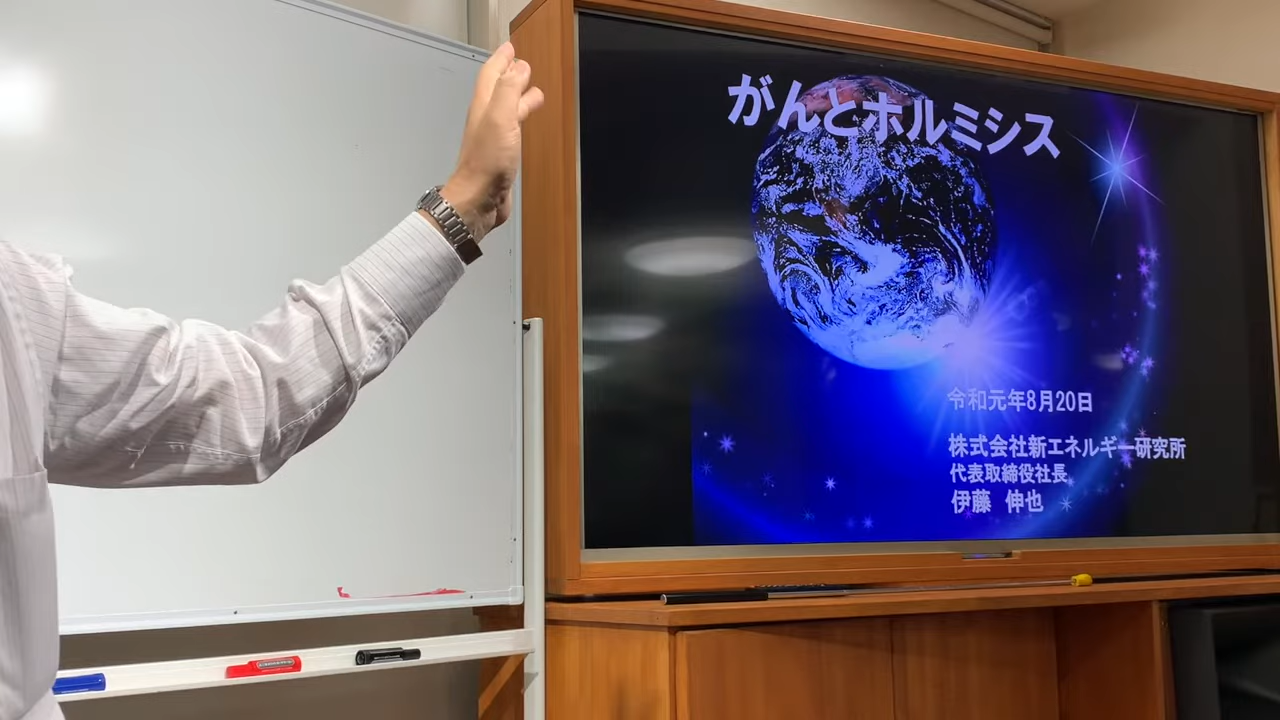 がんとホルミシス
令和元年8月20日
株式会社新エネルギー研究所
代表取締役社長
伊藤 伸也